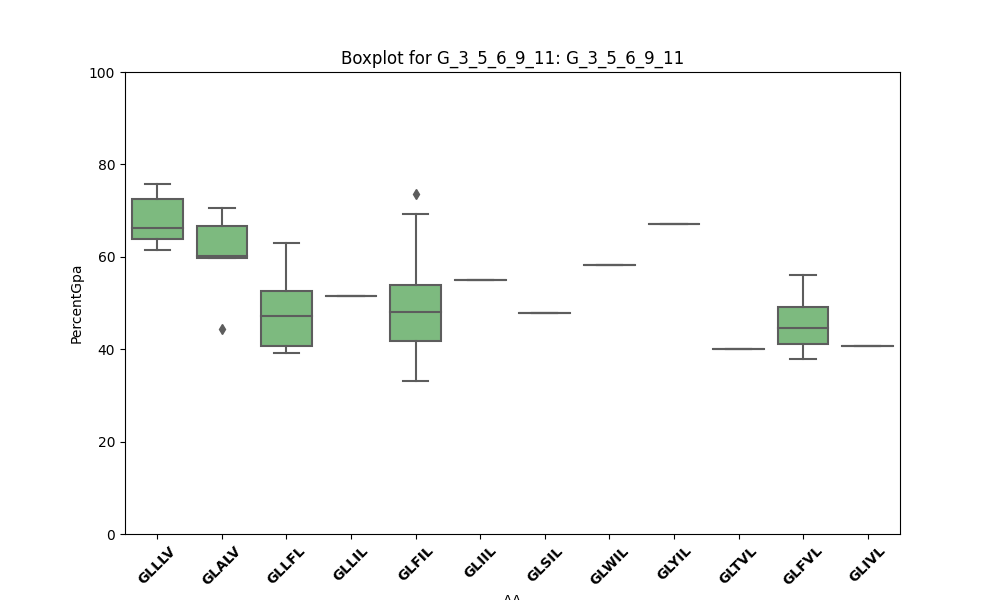 Boxplot for G_3_5_6_9_11: G_3_5_6_9_11
100
80
60
40
20
0
PercentGpa
GLLLV GLALV GLLFL GLLIL GLFIL GLIIL GLSIL GLWIL GLYIL GLTVL GLFVL GLIVL
AA